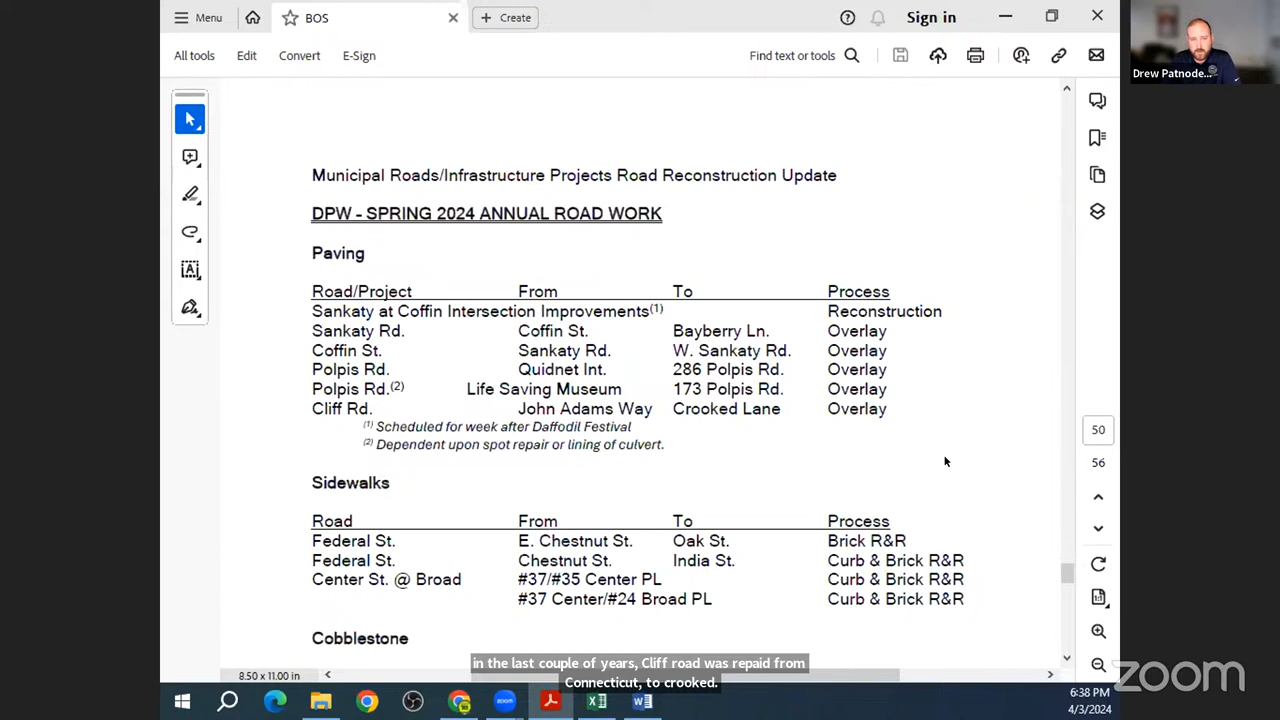 Menu
BOS
Create
Sign in
All tools
Edit
Convert
E-Sign
Find text or tools
Drew Patnode...
Municipal Roads/Infrastructure Projects Road Reconstruction Update
DPW - SPRING 2024 ANNUAL ROAD WORK
Paving
Road/Project From To Process
Sankaty at Coffin Intersection Improvements(1) Reconstruction
Sankaty Rd. Coffin St. Bayberry Ln. Overlay
Coffin St. Sankaty Rd. W. Sankaty Rd. Overlay
Polpis Rd. Quidnet Int. 286 Polpis Rd. Overlay
Polpis Rd.(2) Life Saving Museum 173 Polpis Rd. Overlay
Cliff Rd. John Adams Way Crooked Lane Overlay
(1) Scheduled for week after Daffodil Festival
(2) Dependent upon spot repair or lining of culvert.
Sidewalks
Road From To Process
Federal St. E. Chestnut St. Oak St. Brick R&R
Federal St. Chestnut St. India St. Curb & Brick R&R
Center St. @ Broad #37/#35 Center PL Curb & Brick R&R
#37 Center/#24 Broad PL Curb & Brick R&R
Cobblestone
50
56
in the last couple of years, Cliff road was repaid from
Connecticut, to crooked.
8.50 x 11.00 in
zoom
6:38 PM
4/3/2024
zoom